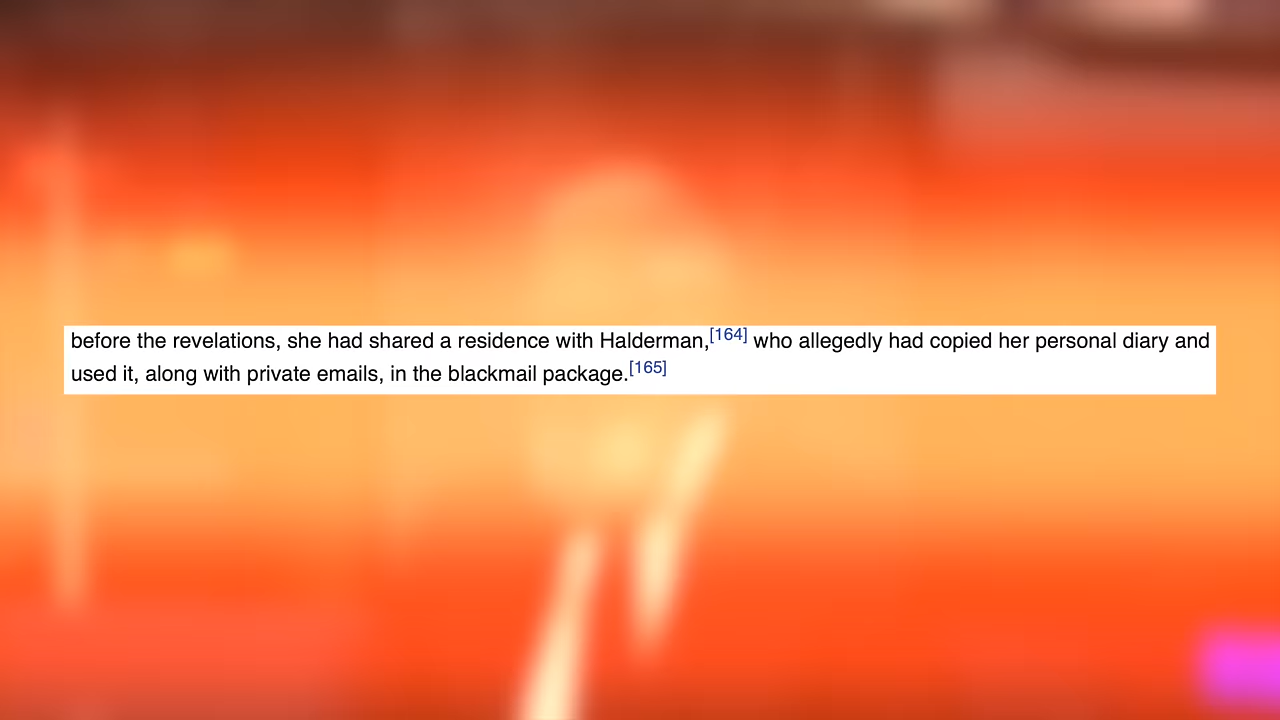 before the revelations, she had shared a residence with Halderman,[164] who allegedly had copied her personal diary and
used it, along with private emails, in the blackmail package.[165]